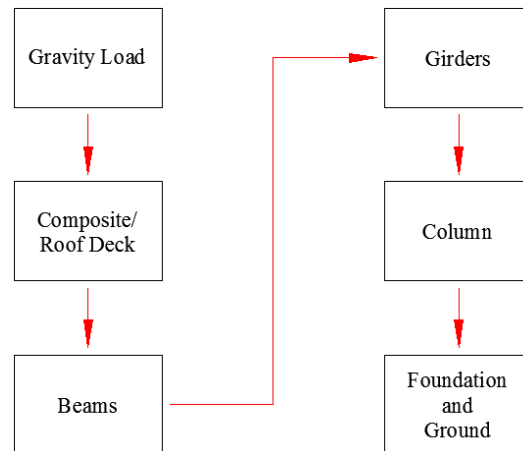 Gravity Load
Composite/
Roof Deck
Beams
Girders
Column
Foundation
and
Ground